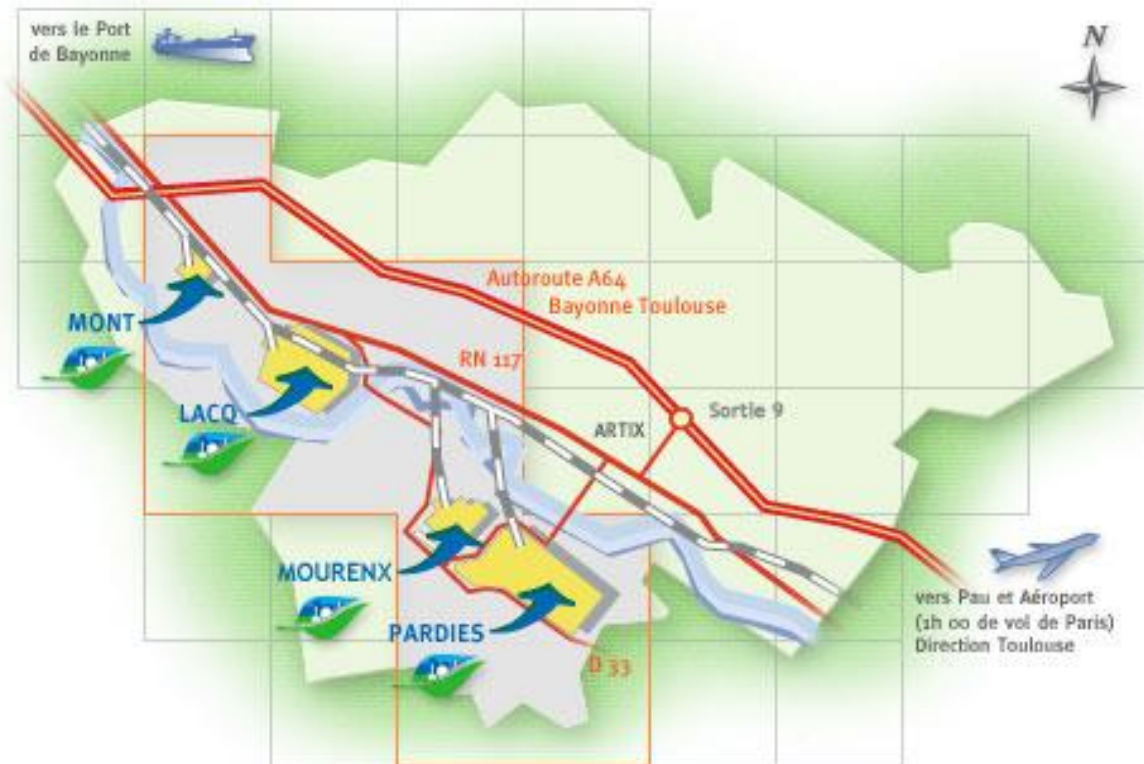 vers le Port
de Bayonne
N
Autoroute A64
Bayonne Toulouse
MONT
RN 117
LACQ
Sortie 9
ARTIX
MOURENX
PARDIES
D 33
vers Pau et Aéroport
(1h 00 de vol de Paris)
Direction Toulouse